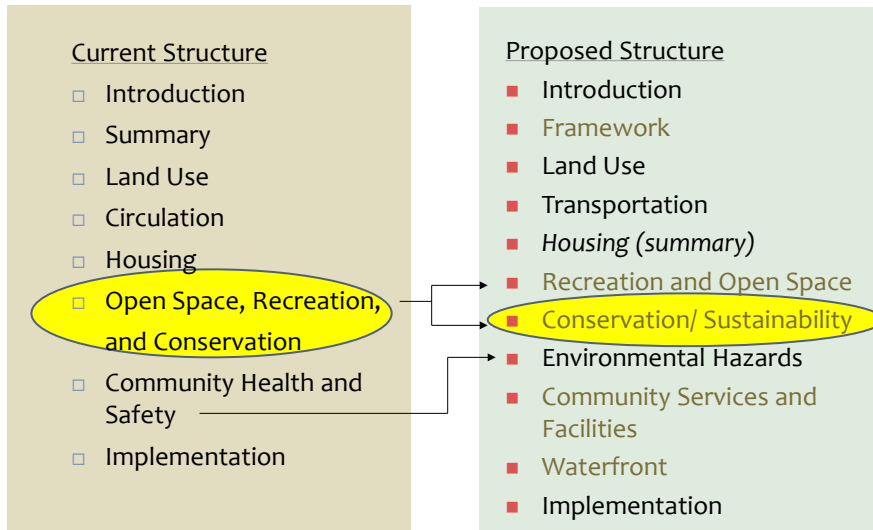 Current Structure
Introduction
Summary
Land Use
Circulation
Housing
Open Space, Recreation,
and Conservation
Community Health and
Safety
Implementation
Proposed Structure
Introduction
Framework
Land Use
Transportation
Housing (summary)
Recreation and Open Space
Conservation/ Sustainability
Environmental Hazards
Community Services and
Facilities
Waterfront
Implementation